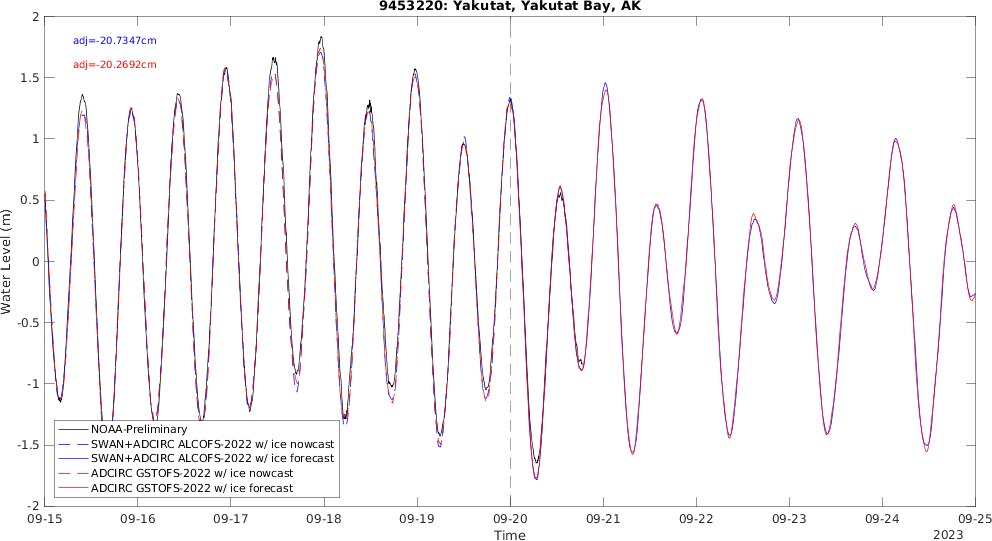 9453220: Yakutat, Yakutat Bay, AK
adj=-20.7347cm
adj=-20.2692cm
Water Level (m)
2
1.5
1
0.5
0
-0.5
-1
-1.5
-2
NOAA-Preliminary
SWAN+ADCIRC ALCOFS-2022 w/ ice nowcast
SWAN+ADCIRC ALCOFS-2022 w/ ice forecast
ADCIRC GSTOFS-2022 w/ ice nowcast
ADCIRC GSTOFS-2022 w/ ice forecast
09-15 09-16 09-17 09-18 09-19 09-20 09-21 09-22 09-23 09-24 09-25
Time
2023